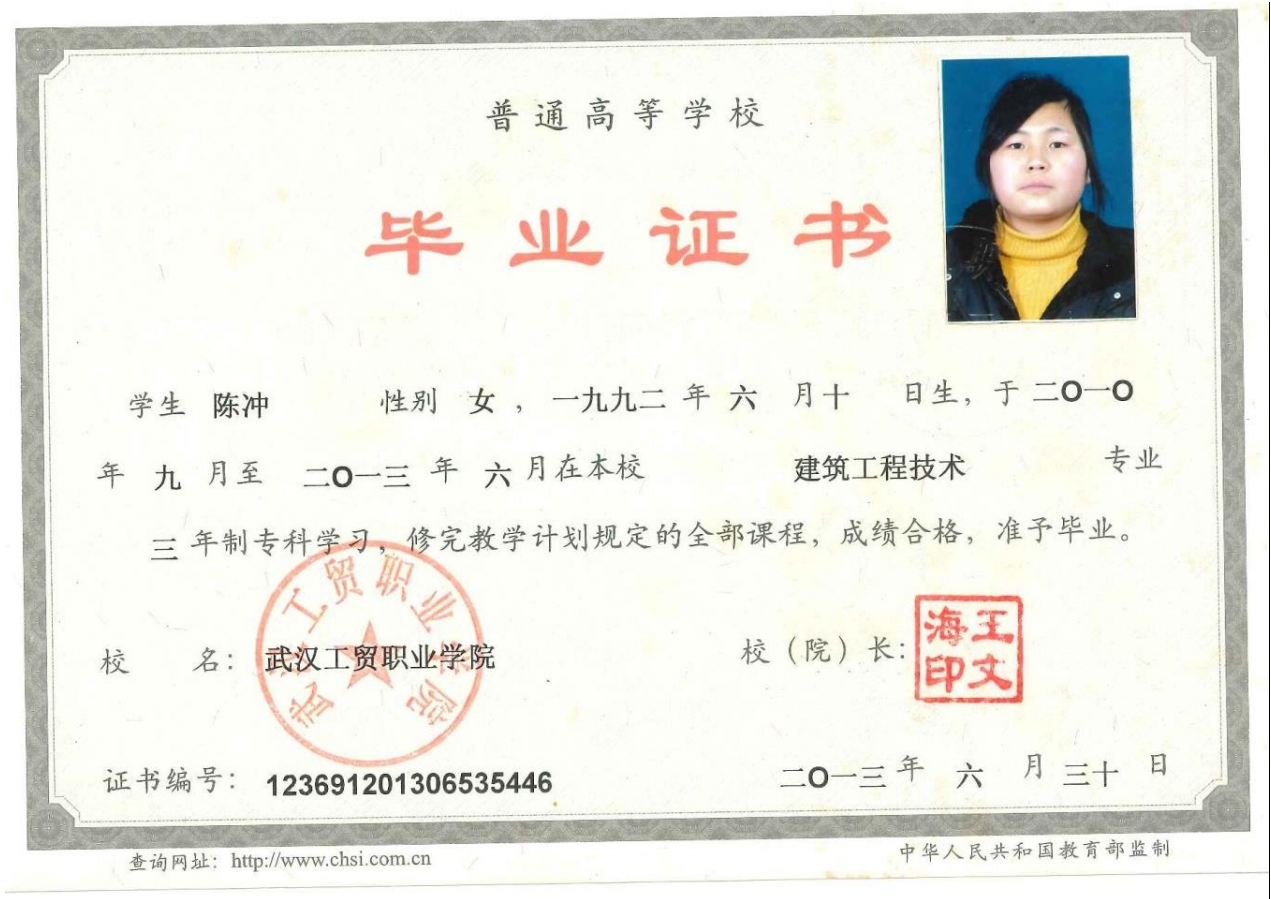 普通高等学校
毕业证书
学生 陈冲 性别 女 , 一九九二 年 六 月 十 日生, 于 二O一O
年 九 月至 二O一三 年 六 月在本校 建筑工程技术 专业
三 年制专科学习, 修完教学计划规定的全部课程, 成绩合格, 准予毕业。
校 名: 武汉工贸职业学院 校（院）长:
武汉工贸职业学院
王文海印
证书编号: 123691201306535446 二O一三 年 六 月 三十 日
查询网址: http://www.chsi.com.cn 中华人民共和国教育部监制